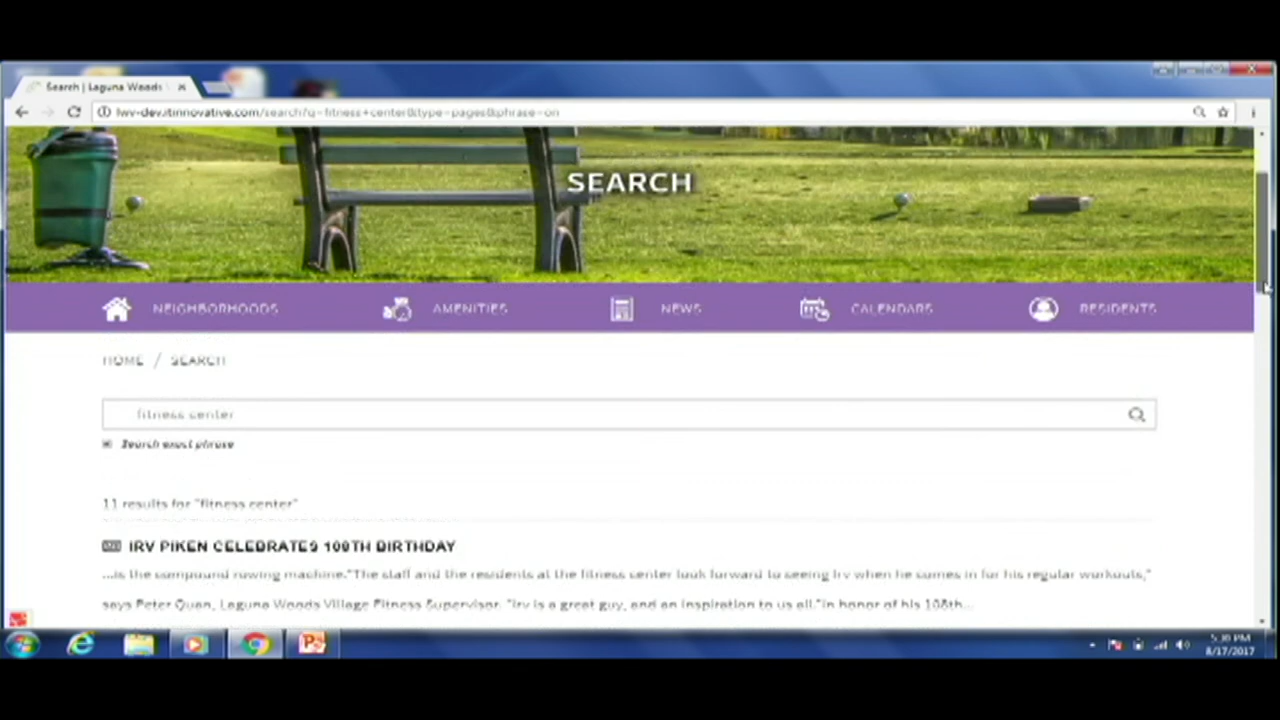 Search | Laguna Woods
lwv-dev.itinnovative.com/search?q=fitness+center&type=pages&phrase=on
SEARCH
NEIGHBORHOODS AMENITIES NEWS CALENDARS RESIDENTS
HOME / SEARCH
fitness center
Search exact phrase
11 results for "fitness center"
IRV PIKEN CELEBRATES 108TH BIRTHDAY
...is the compound rowing machine."The staff and the residents at the fitness center look forward to seeing Irv when he comes in for his regular workouts,"
says Peter Quan, Laguna Woods Village Fitness Supervisor. "Irv is a great guy, and an inspiration to us all."In honor of his 108th...
5:38 PM
8/17/2017